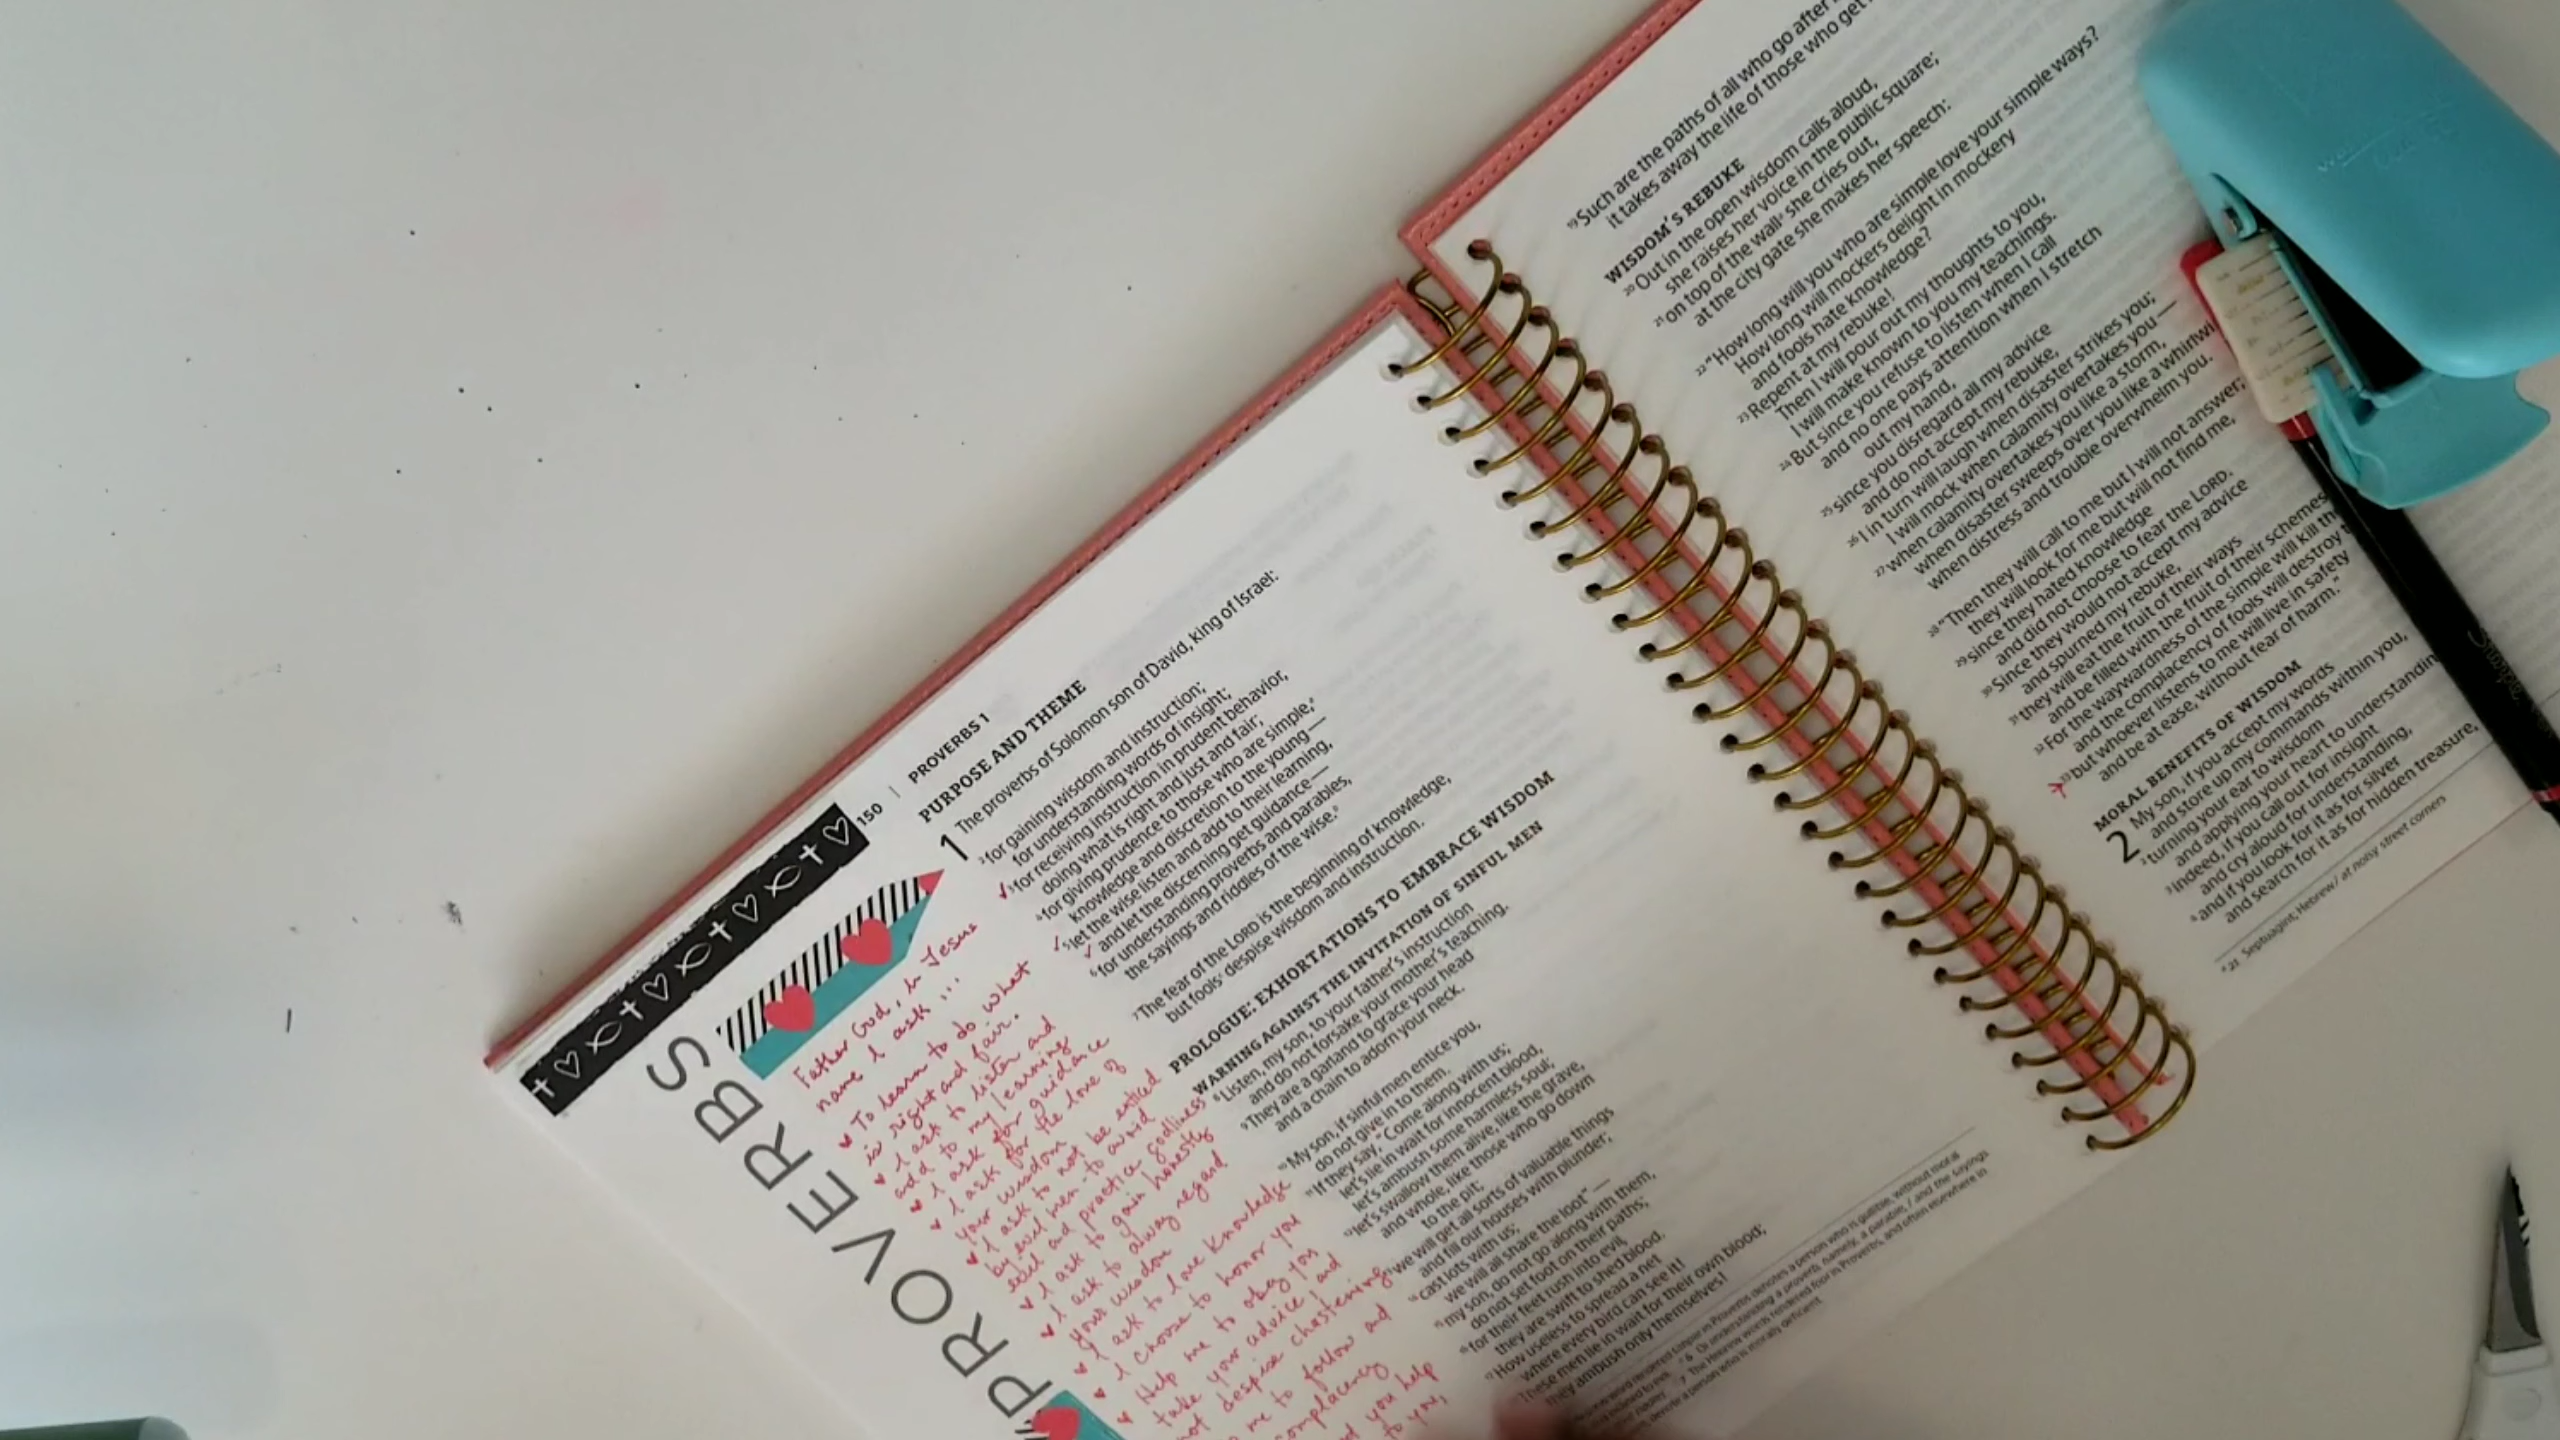 150 | PROVERBS 1
PURPOSE AND THEME
1 The proverbs of Solomon son of David, king of Israel:
2 for gaining wisdom and instruction;
for understanding words of insight;
3 for receiving instruction in prudent behavior,
doing what is right and just and fair;
4 for giving prudence to those who are simple,a
knowledge and discretion to the young—
5 let the wise listen and add to their learning,
and let the discerning get guidance—
6 for understanding proverbs and parables,
the sayings and riddles of the wise.b
7 The fear of the LORD is the beginning of knowledge,
but fools despise wisdom and instruction.
PROLOGUE: EXHORTATIONS TO EMBRACE WISDOM
WARNING AGAINST THE INVITATION OF SINFUL MEN
8 Listen, my son, to your father's instruction
and do not forsake your mother's teaching.
9 They are a garland to grace your head
and a chain to adorn your neck.
10 My son, if sinful men entice you,
do not give in to them.
11 If they say, "Come along with us;
let's lie in wait for innocent blood,
let's ambush some harmless soul;
12 let's swallow them alive, like the grave,
and whole, like those who go down
to the pit;
13 we will get all sorts of valuable things
and fill our houses with plunder;
14 cast lots with us;
we will all share the loot"—
15 my son, do not go along with them,
do not set foot on their paths;
16 for their feet rush into evil,
they are swift to shed blood.
17 How useless to spread a net
where every bird can see it!
18 These men lie in wait for their own blood;
they ambush only themselves!
PROVERBS
Father God, in Jesus
name I ask ...
To learn to do what
is right and fair.
I ask to listen and
add to my learning
I ask for guidance
I ask for the love of
your wisdom
I ask to not be enticed
by evil men - to avoid
evil and practice godliness
I ask to gain honestly
I ask to alway regard
your wisdom
I ask to love knowledge
I choose to honor you
Help me to obey you
take your advice and
not despise chastening
me to follow and
complacency
you help
to you,
19 Such are the paths of all who go after
it takes away the life of those who get
WISDOM'S REBUKE
20 Out in the open wisdom calls aloud,
she raises her voice in the public square;
21 on top of the wall she cries out,
at the city gate she makes her speech:
22 "How long will you who are simple love your simple ways?
How long will mockers delight in mockery
and fools hate knowledge?
23 Repent at my rebuke!
Then I will pour out my thoughts to you,
I will make known to you my teachings.
24 But since you refuse to listen when I call
and no one pays attention when I stretch
out my hand,
25 since you disregard all my advice
and do not accept my rebuke,
26 I in turn will laugh when disaster strikes you;
I will mock when calamity overtakes you—
27 when calamity overtakes you like a storm,
when disaster sweeps over you like a whirlwi
when distress and trouble overwhelm you.
28 "Then they will call to me but I will not answer;
they will look for me but will not find me,
29 since they hated knowledge
and did not choose to fear the LORD.
30 Since they would not accept my advice
and spurned my rebuke,
31 they will eat the fruit of their ways
and be filled with the fruit of their schemes
32 For the waywardness of the simple will kill th
and the complacency of fools will destroy
33 but whoever listens to me will live in safety
and be at ease, without fear of harm."
MORAL BENEFITS OF WISDOM
2 My son, if you accept my words
and store up my commands within you,
2 turning your ear to wisdom
and applying your heart to understandin
3 indeed, if you call out for insight
and cry aloud for understanding,
4 and if you look for it as for silver
and search for it as for hidden treasure,
a 21 Septuagint; Hebrew / at noisy street corners
Sharpie